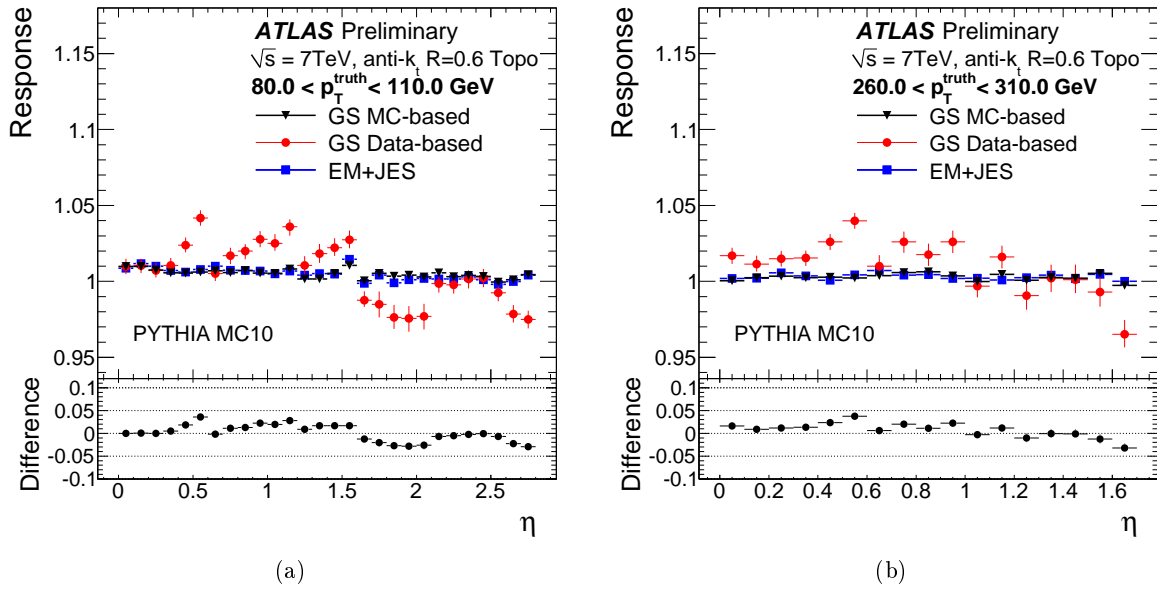 Response
ATLAS Preliminary
√s = 7TeV, anti-k_t R=0.6 Topo
80.0 < p_T^truth < 110.0 GeV
GS MC-based
GS Data-based
EM+JES
1.15
1.1
1.05
1
0.95
PYTHIA MC10
Difference
0.1
0.05
0
-0.05
-0.1
0 0.5 1 1.5 2 2.5
η
(a)
Response
ATLAS Preliminary
√s = 7TeV, anti-k_t R=0.6 Topo
260.0 < p_T^truth < 310.0 GeV
GS MC-based
GS Data-based
EM+JES
1.15
1.1
1.05
1
0.95
PYTHIA MC10
Difference
0.1
0.05
0
-0.05
-0.1
0 0.2 0.4 0.6 0.8 1 1.2 1.4 1.6
η
(b)